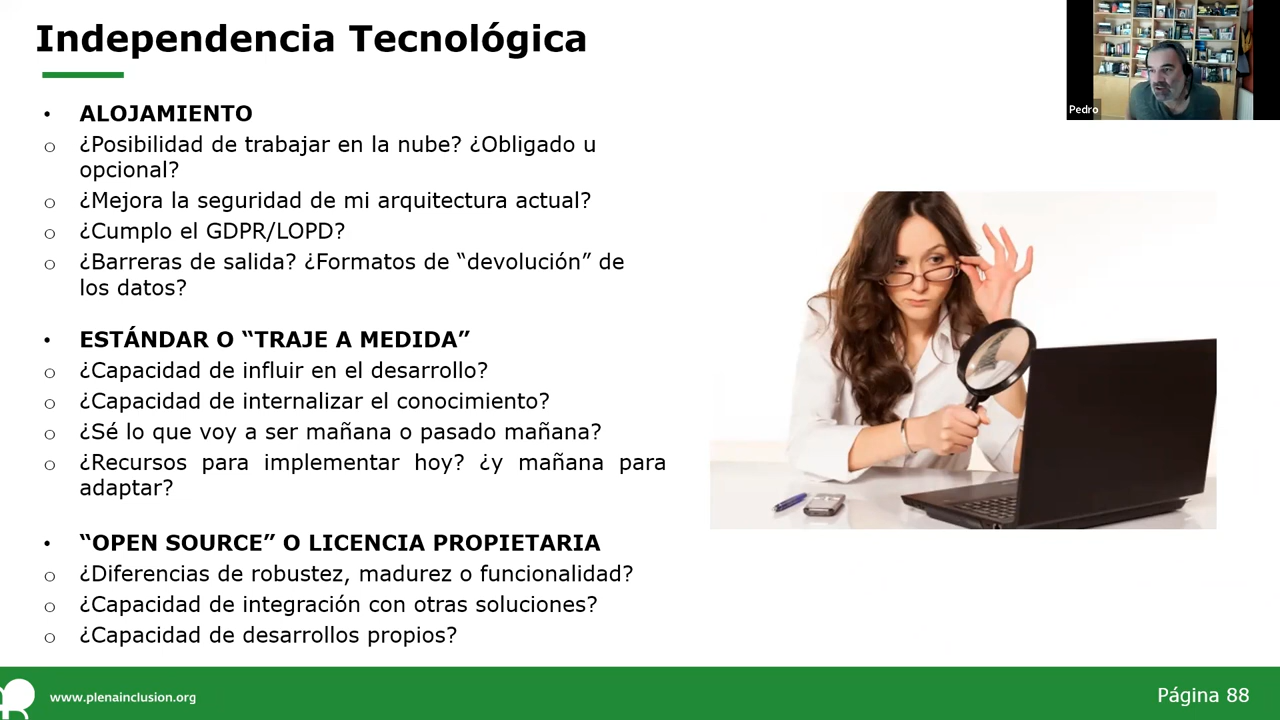 Independencia Tecnológica
Pedro
• ALOJAMIENTO
o ¿Posibilidad de trabajar en la nube? ¿Obligado u
opcional?
o ¿Mejora la seguridad de mi arquitectura actual?
o ¿Cumplo el GDPR/LOPD?
o ¿Barreras de salida? ¿Formatos de “devolución” de
los datos?
• ESTÁNDAR O “TRAJE A MEDIDA”
o ¿Capacidad de influir en el desarrollo?
o ¿Capacidad de internalizar el conocimiento?
o ¿Sé lo que voy a ser mañana o pasado mañana?
o ¿Recursos para implementar hoy? ¿y mañana para
adaptar?
• “OPEN SOURCE” O LICENCIA PROPIETARIA
o ¿Diferencias de robustez, madurez o funcionalidad?
o ¿Capacidad de integración con otras soluciones?
o ¿Capacidad de desarrollos propios?
www.plenainclusion.org
Página 88